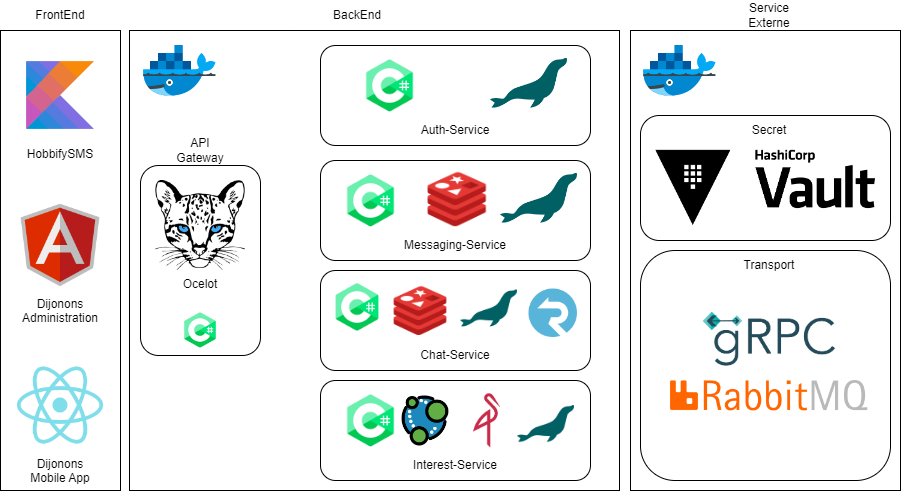 FrontEnd
BackEnd
Service
Externe
HobbifySMS
Dijonons
Administration
Dijonons
Mobile App
API
Gateway
Ocelot
C#
C#
Auth-Service
C#
Messaging-Service
C#
Chat-Service
C#
Interest-Service
Secret
HashiCorp
Vault
Transport
gRPC
RabbitMQ